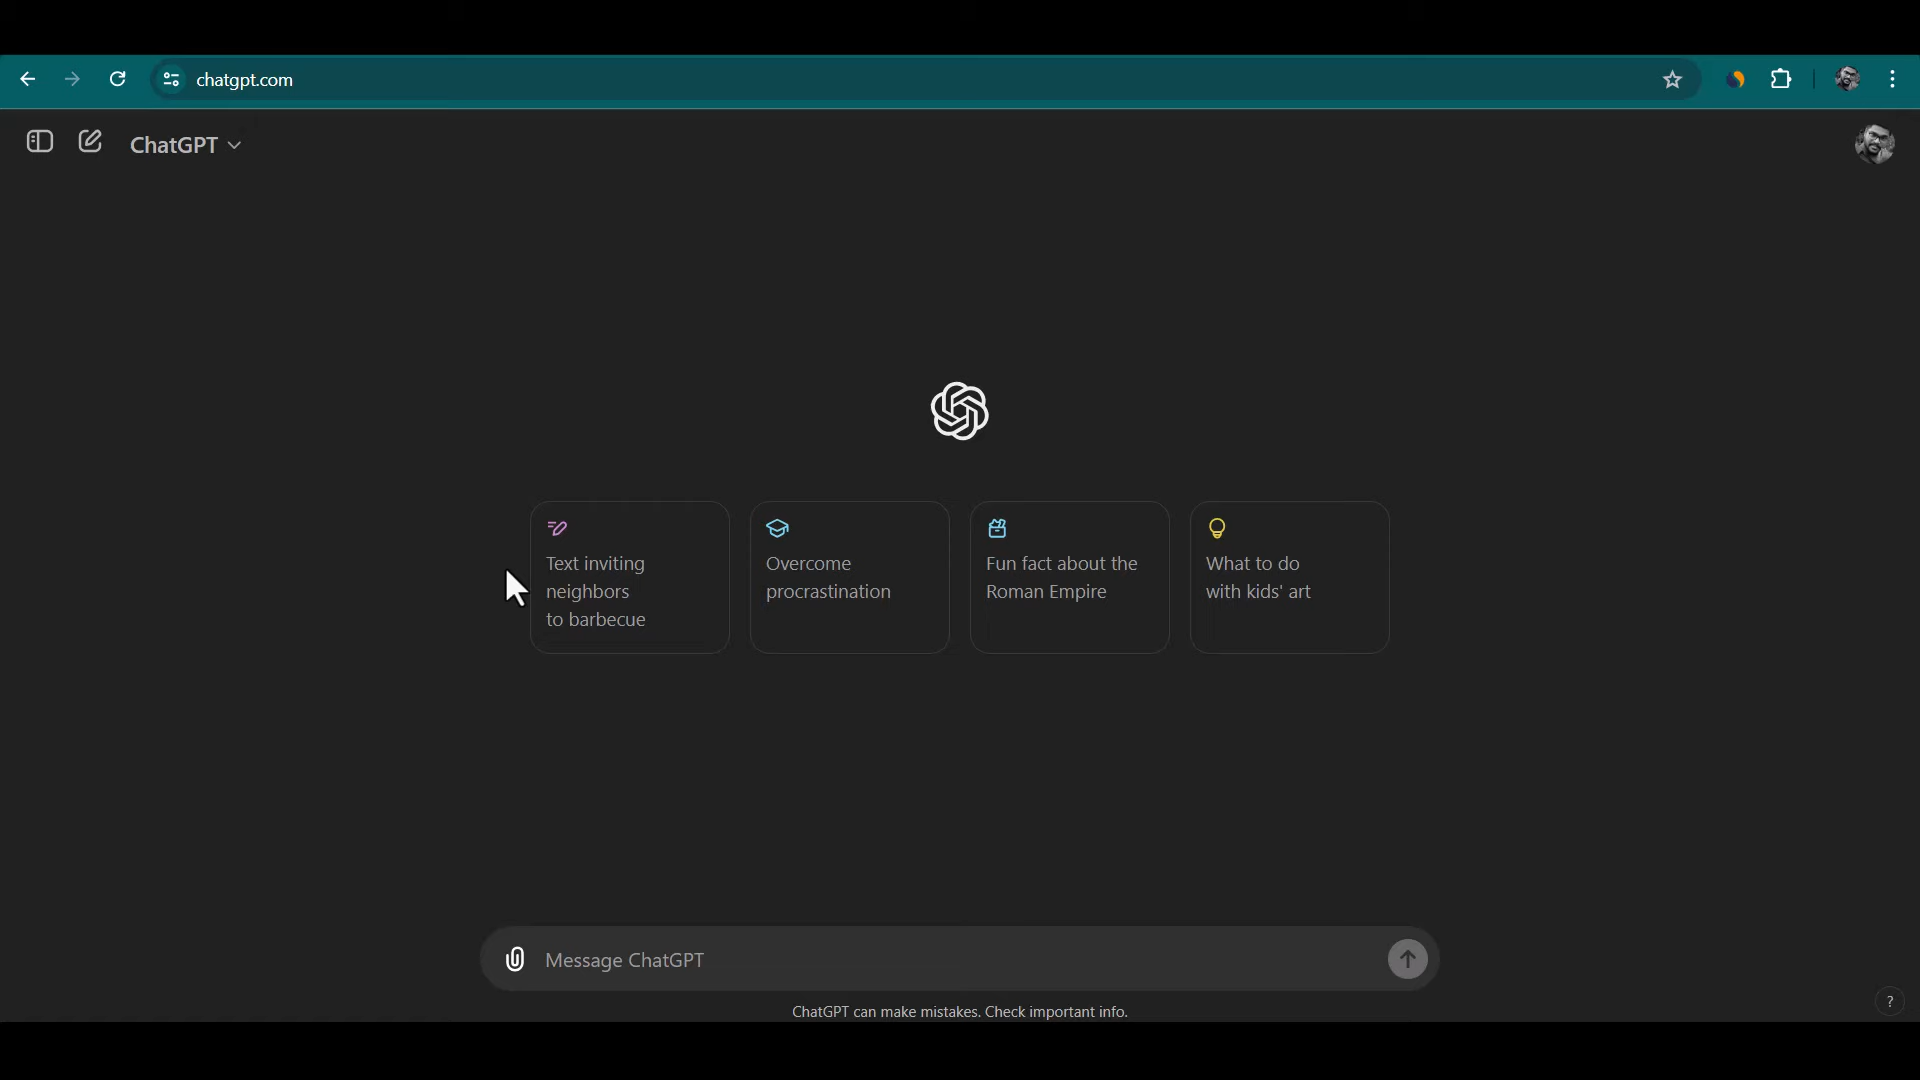 chatgpt.com
ChatGPT
Text inviting
neighbors
to barbecue
Overcome
procrastination
Fun fact about the
Roman Empire
What to do
with kids' art
Message ChatGPT
ChatGPT can make mistakes. Check important info.
?